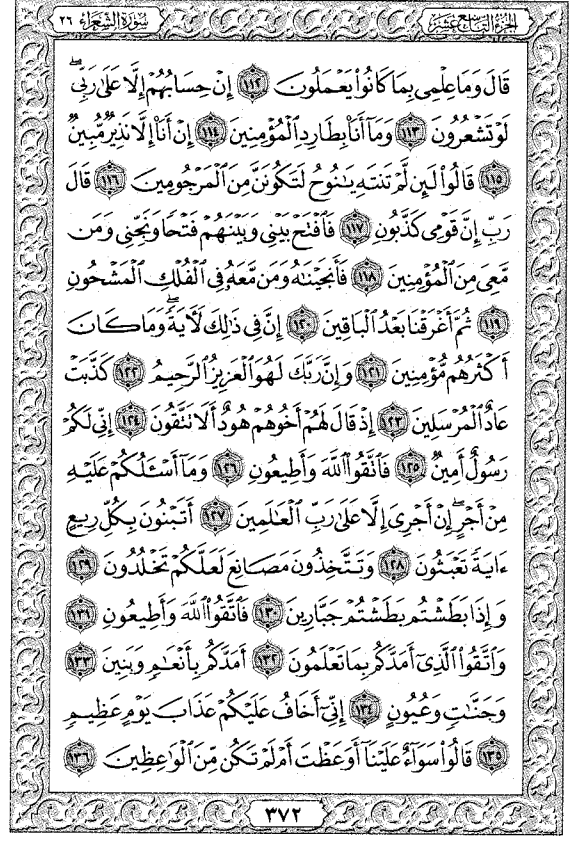 الجزء التاسع عشر
سورة الشعراء ٢٦
قَالَ وَمَا عِلْمِي بِمَا كَانُوا۟ يَعْمَلُونَ ١١٢ إِنْ حِسَابُهُمْ إِلَّا عَلَىٰ رَبِّي ۖ
لَوْ تَشْعُرُونَ ١١٣ وَمَآ أَنَا۠ بِطَارِدِ ٱلْمُؤْمِنِينَ ١١٤ إِنْ أَنَا۠ إِلَّا نَذِيرٌ مُّبِينٌ
١١٥ قَالُوا۟ لَئِن لَّمْ تَنتَهِ يَـٰنُوحُ لَتَكُونَنَّ مِنَ ٱلْمَرْجُومِينَ ١١٦ قَالَ
رَبِّ إِنَّ قَوْمِي كَذَّبُونِ ١١٧ فَٱفْتَحْ بَيْنِي وَبَيْنَهُمْ فَتْحًا وَنَجِّنِي وَمَن
مَّعِيَ مِنَ ٱلْمُؤْمِنِينَ ١١٨ فَأَنجَيْنَـٰهُ وَمَن مَّعَهُۥ فِي ٱلْفُلْكِ ٱلْمَشْحُونِ
١١٩ ثُمَّ أَغْرَقْنَا بَعْدُ ٱلْبَاقِينَ ١٢٠ إِنَّ فِي ذَٰلِكَ لَـَٔايَةً ۖ وَمَا كَانَ
أَكْثَرُهُم مُّؤْمِنِينَ ١٢١ وَإِنَّ رَبَّكَ لَهُوَ ٱلْعَزِيزُ ٱلرَّحِيمُ ١٢٢ كَذَّبَتْ
عَادٌ ٱلْمُرْسَلِينَ ١٢٣ إِذْ قَالَ لَهُمْ أَخُوهُمْ هُودٌ أَلَا تَتَّقُونَ ١٢٤ إِنِّي لَكُمْ
رَسُولٌ أَمِينٌ ١٢٥ فَٱتَّقُوا۟ ٱللَّهَ وَأَطِيعُونِ ١٢٦ وَمَآ أَسْـَٔلُكُمْ عَلَيْهِ
مِنْ أَجْرٍ ۖ إِنْ أَجْرِيَ إِلَّا عَلَىٰ رَبِّ ٱلْعَـٰلَمِينَ ١٢٧ أَتَبْنُونَ بِكُلِّ رِيعٍ
ءَايَةً تَعْبَثُونَ ١٢٨ وَتَتَّخِذُونَ مَصَانِعَ لَعَلَّكُمْ تَخْلُدُونَ ١٢٩
وَإِذَا بَطَشْتُم بَطَشْتُمْ جَبَّارِينَ ١٣٠ فَٱتَّقُوا۟ ٱللَّهَ وَأَطِيعُونِ ١٣١
وَٱتَّقُوا۟ ٱلَّذِيٓ أَمَدَّكُم بِمَا تَعْلَمُونَ ١٣٢ أَمَدَّكُم بِأَنْعَـٰمٍ وَبَنِينَ ١٣٣
وَجَنَّـٰتٍ وَعُيُونٍ ١٣٤ إِنِّيٓ أَخَافُ عَلَيْكُمْ عَذَابَ يَوْمٍ عَظِيمٍ
١٣٥ قَالُوا۟ سَوَآءٌ عَلَيْنَآ أَوَعَظْتَ أَمْ لَمْ تَكُن مِّنَ ٱلْوَٰعِظِينَ ١٣٦
٣٧٢